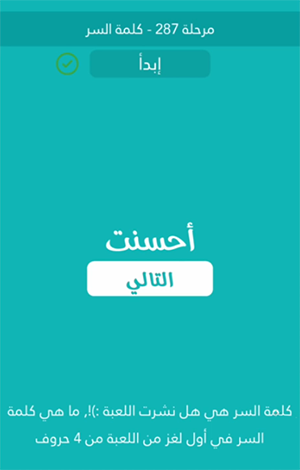 مرحلة 287 - كلمة السر
إبدأ
أحسنت
التالي
كلمة السر هي هل نشرت اللعبة :)!, ما هي كلمة
السر في أول لغز من اللعبة من 4 حروف